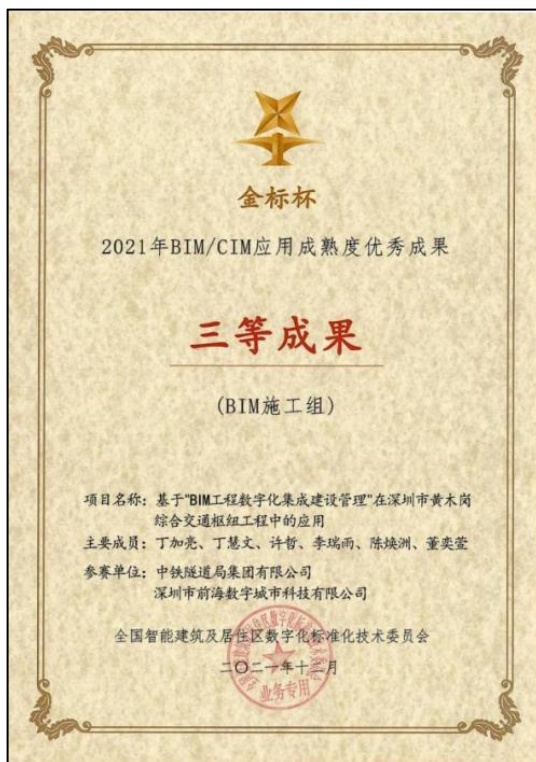 金标杯
2021年BIM/CIM应用成熟度优秀成果
三等成果
(BIM施工组)
项目名称：基于"BIM工程数字化集成建设管理"在深圳市黄木岗
综合交通枢纽工程中的应用
主要成员：丁加亮、丁慧文、许哲、李瑞雨、陈焕洲、董奕萱
参赛单位：中铁隧道局集团有限公司
深圳市前海数字城市科技有限公司
全国智能建筑及居住区数字化标准化技术委员会
二〇二一年十二月
业务专用